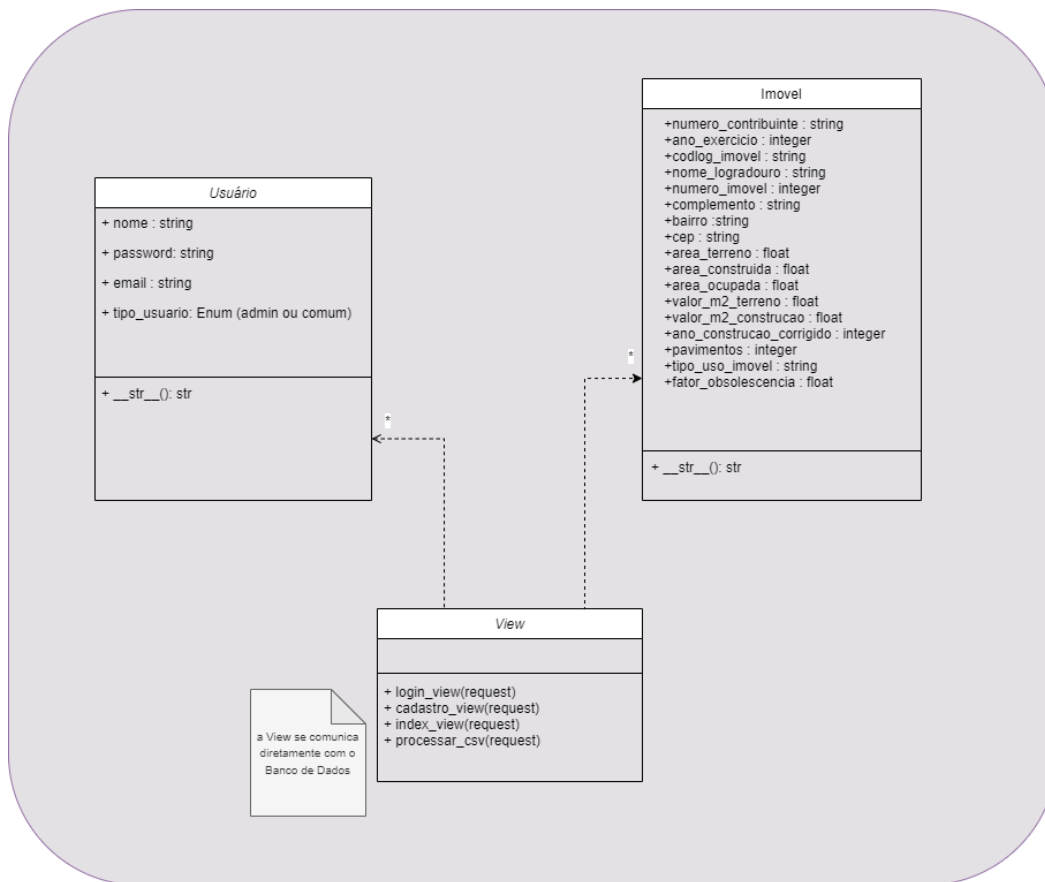 Usuário
+ nome : string
+ password: string
+ email : string
+ tipo_usuario: Enum (admin ou comum)
+ __str__(): str
*
Imovel
+numero_contribuinte : string
+ano_exercicio : integer
+codlog_imovel : string
+nome_logradouro : string
+numero_imovel : integer
+complemento : string
+bairro :string
+cep : string
+area_terreno : float
+area_construida : float
+area_ocupada : float
+valor_m2_terreno : float
+valor_m2_construcao : float
+ano_construcao_corrigido : integer
+pavimentos : integer
+tipo_uso_imovel : string
+fator_obsolescencia : float
+ __str__(): str
*
View
+ login_view(request)
+ cadastro_view(request)
+ index_view(request)
+ processar_csv(request)
a View se comunica
diretamente com o
Banco de Dados